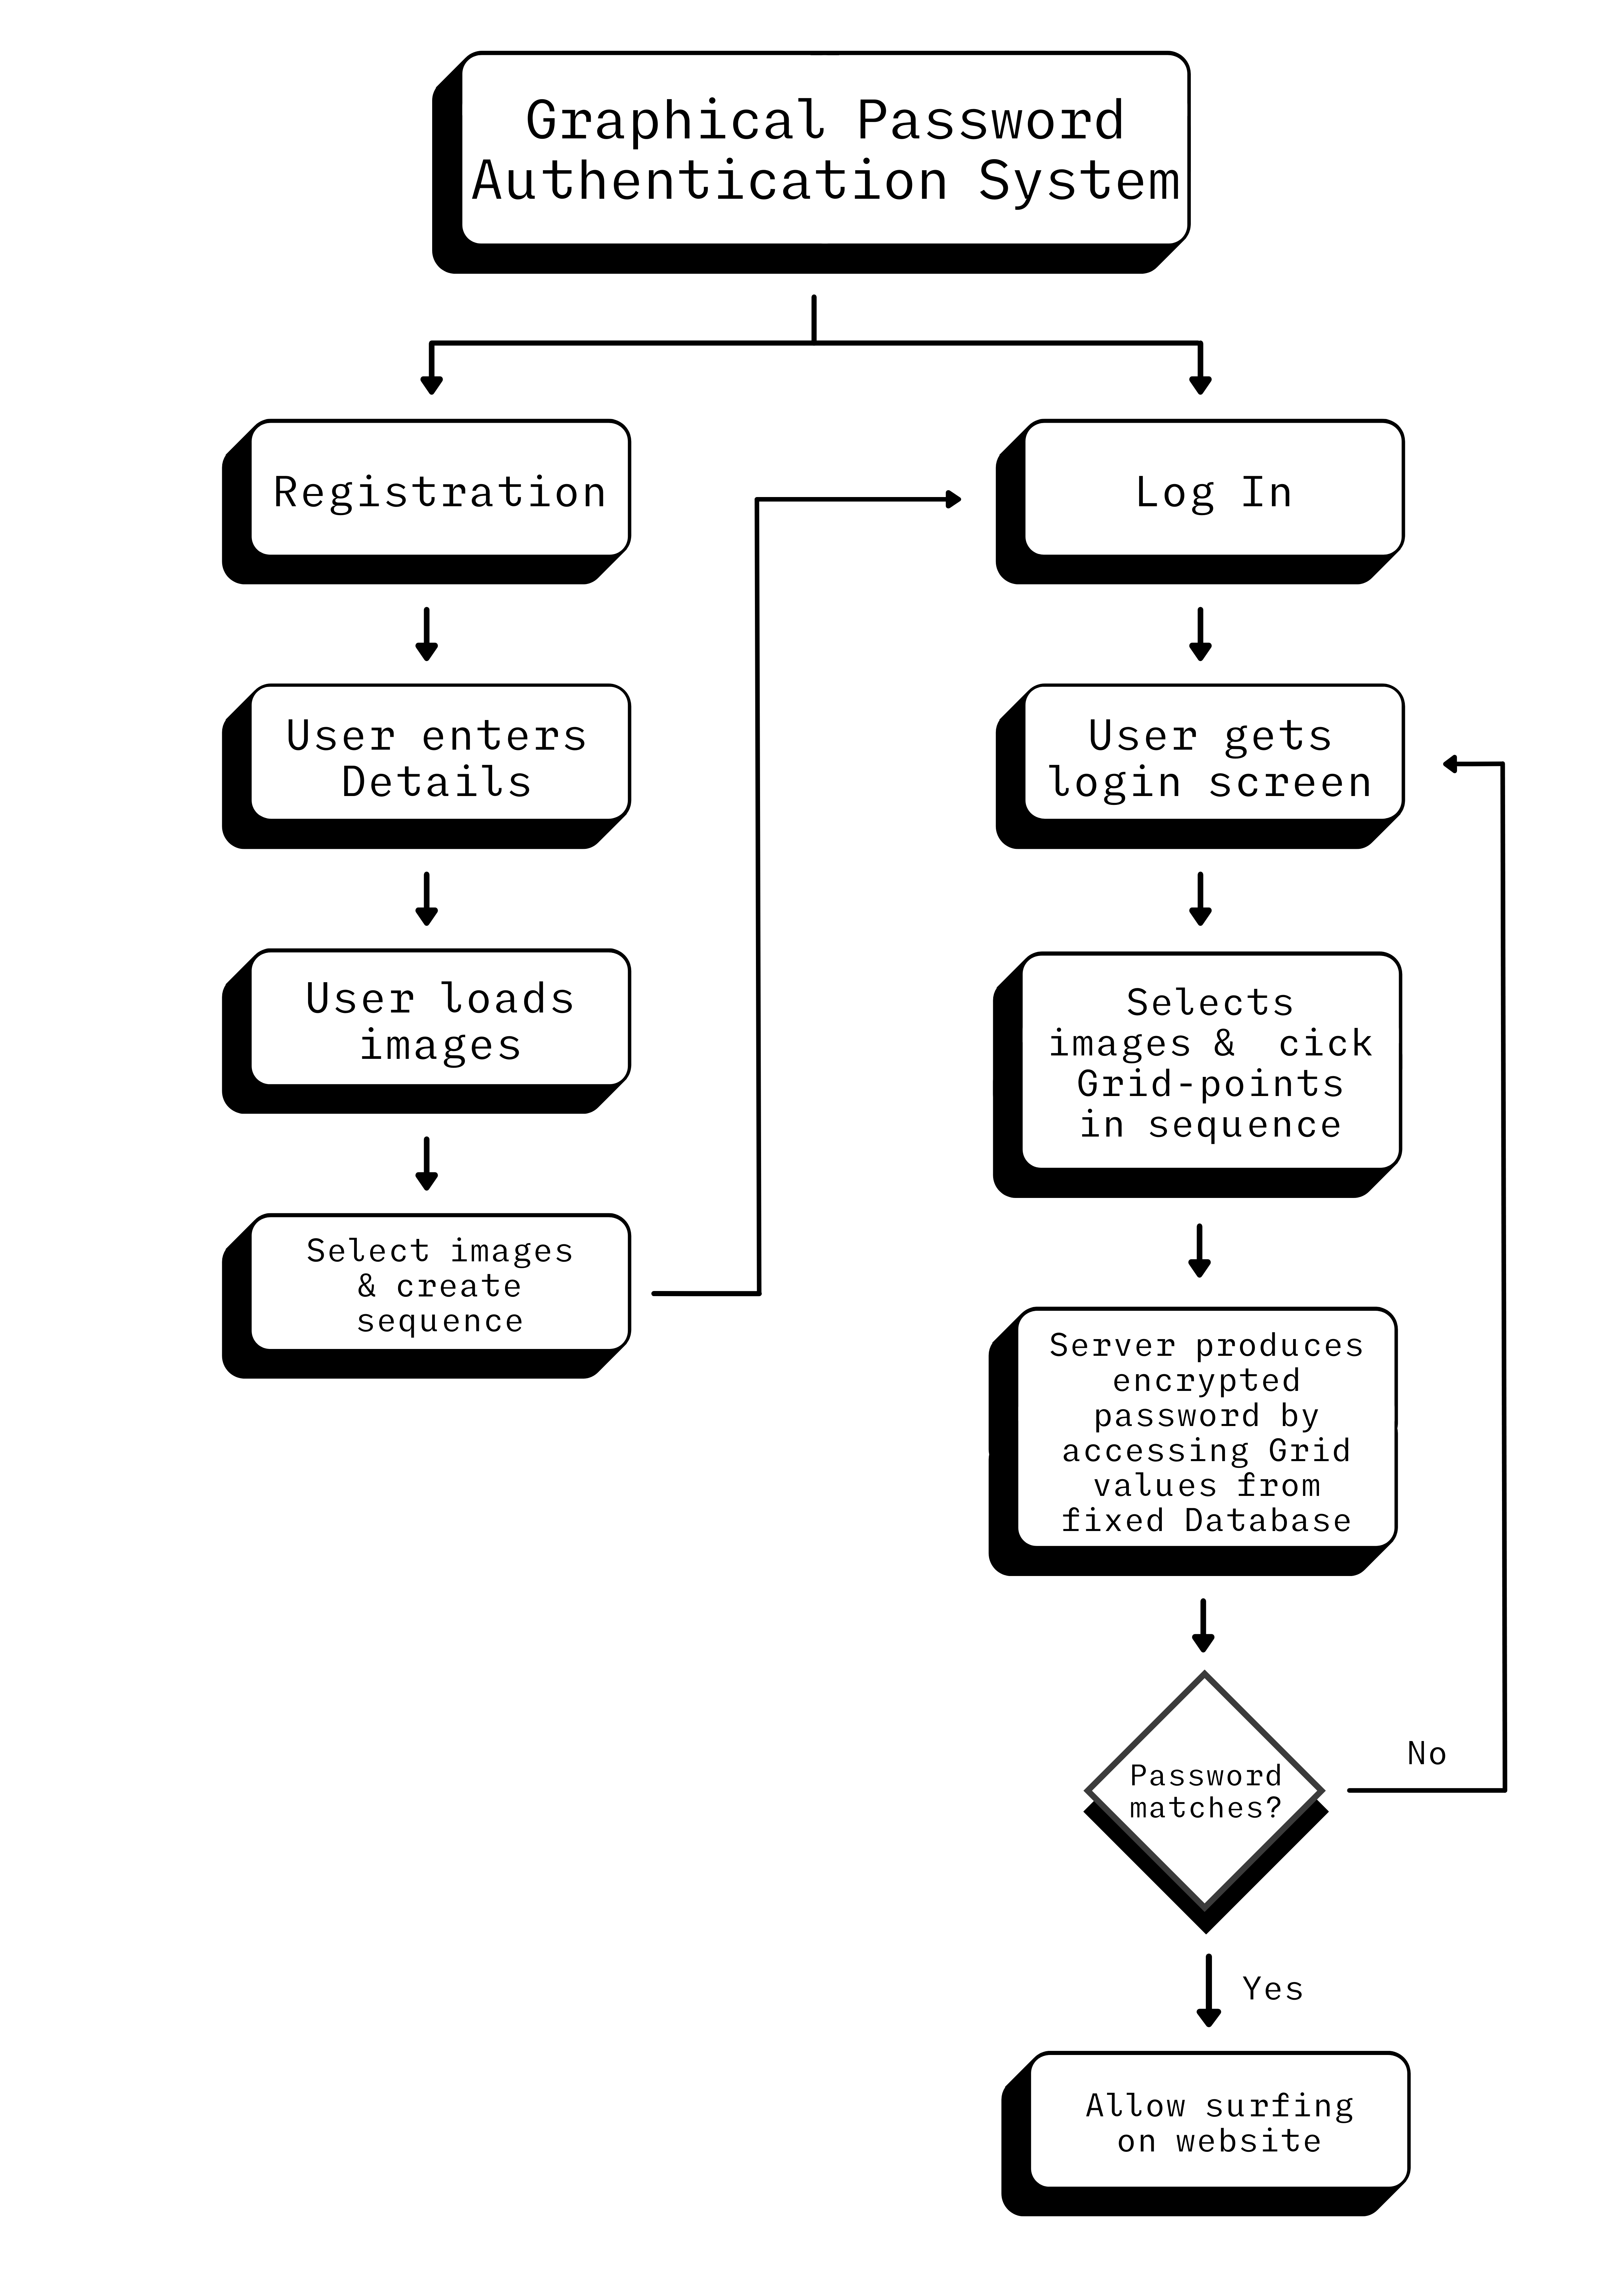 Graphical Password
Authentication System
Registration
Log In
User enters
Details
User gets
login screen
User loads
images
Selects
images &  cick
Grid-points
in sequence
Select images
& create
sequence
Server produces
encrypted
password by
accessing Grid
values from
fixed Database
Password
matches?
No
Yes
Allow surfing
on website